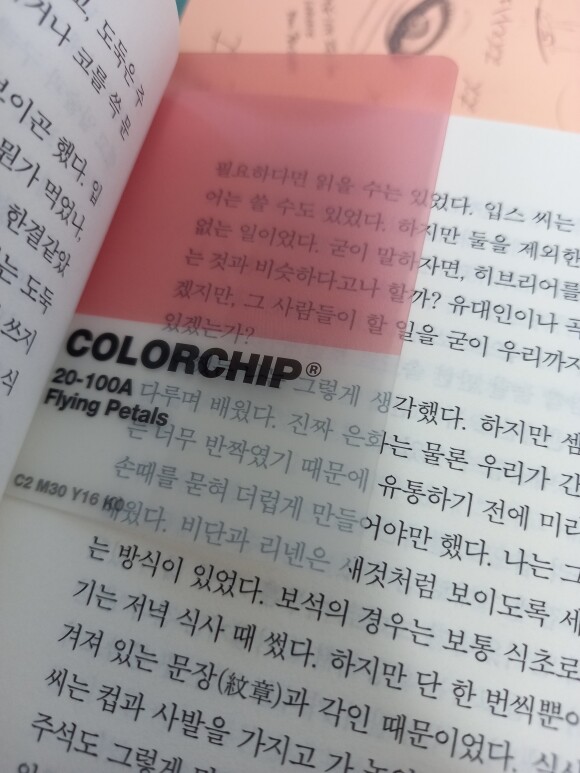 도둑은 주
거나 코를 쏙 문
보이곤 했다. 입
뭔가 먹었나,
한결같았
는 도둑
쓰지
식
필요하다면 읽을 수는 있었다. 입스 씨는
어는 쓸 수도 있었다. 하지만 둘을 제외한
없는 일이었다. 굳이 말하자면, 히브리어를
는 것과 비슷하다고나 할까? 유대인이나 곡
겠지만, 그 사람들이 할 일을 굳이 우리까지
있겠는가?
COLORCHIP®
20-100A
Flying Petals
C2 M30 Y16 K0
그렇게 생각했다. 하지만 셈
다루며 배웠다. 진짜 은화는 물론 우리가 간
는 너무 반짝였기 때문에 유통하기 전에 미리
손때를 묻혀 더럽게 만들어야만 했다. 나는 그
배웠다. 비단과 리넨은 새것처럼 보이도록 세
는 방식이 있었다. 보석의 경우는 보통 식초로
기는 저녁 식사 때 썼다. 하지만 단 한 번씩뿐이
겨져 있는 문장(紋章)과 각인 때문이었다. 식사
씨는 컵과 사발을 가지고 가
주석도 그렇게